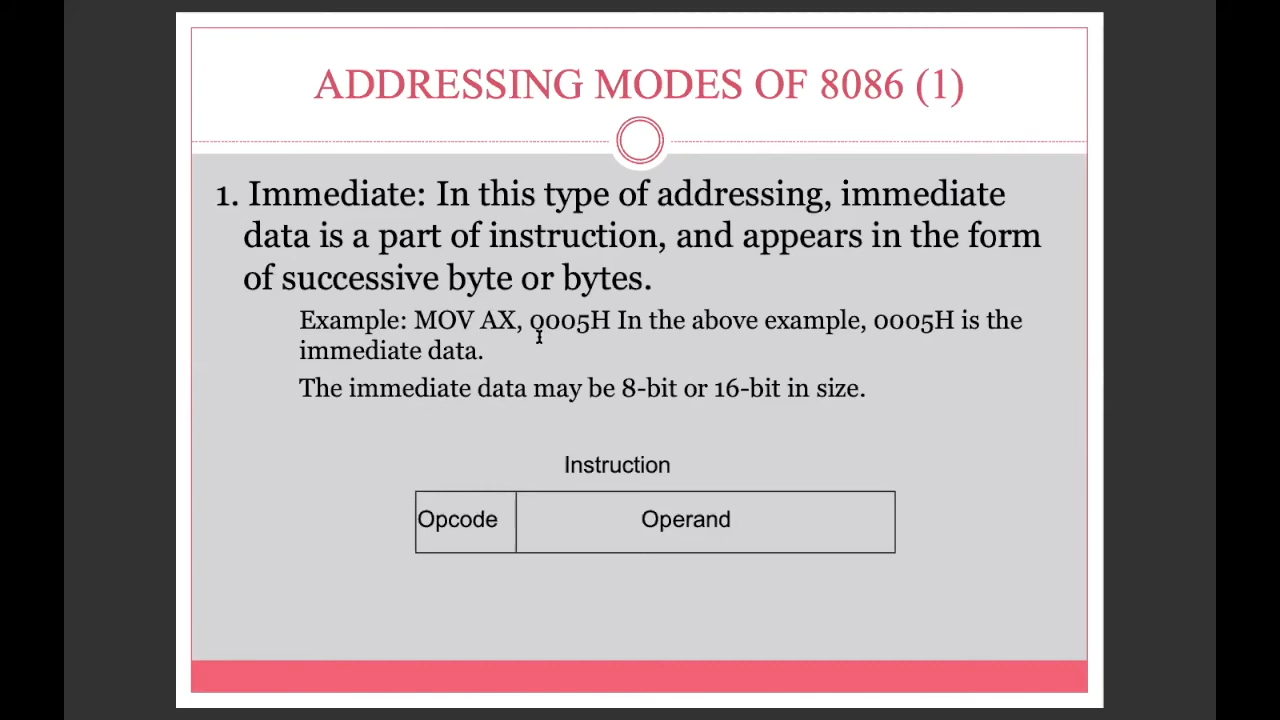 ADDRESSING MODES OF 8086 (1)
1. Immediate: In this type of addressing, immediate
data is a part of instruction, and appears in the form
of successive byte or bytes.
Example: MOV AX, 0005H In the above example, 0005H is the
immediate data.
The immediate data may be 8-bit or 16-bit in size.
Instruction
Opcode Operand